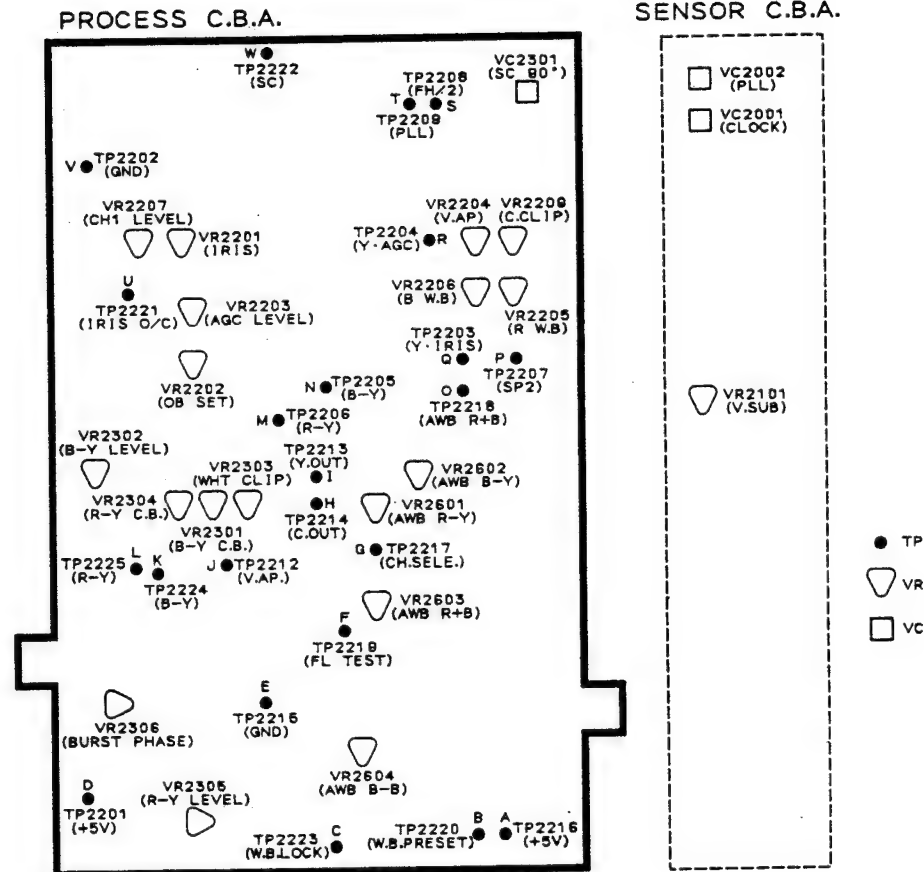 PROCESS C.B.A.
SENSOR C.B.A.
W
TP2222
(SC)
TP2208
(FH/2)
T
S
TP2209
(PLL)
VC2301
(SC 90°)
VC2002
(PLL)
VC2001
(CLOCK)
V
TP2202
(GND)
VR2207
(CH1 LEVEL)
VR2201
(IRIS)
VR2204
(V.AP)
VR2209
(C.CLIP)
TP2204
(Y·AGC)
R
U
TP2221
(IRIS O/C)
VR2203
(AGC LEVEL)
VR2206
(B W.B)
VR2205
(R W.B)
TP2203
(Y·IRIS)
Q
P
TP2207
(SP2)
VR2202
(OB SET)
N
TP2205
(B-Y)
O
TP2218
(AWB R+B)
M
TP2206
(R-Y)
VR2101
(V.SUB)
VR2302
(B-Y LEVEL)
VR2303
(WHT CLIP)
TP2213
(Y.OUT)
I
VR2602
(AWB B-Y)
VR2304
(R-Y C.B.)
VR2301
(B-Y C.B.)
H
TP2214
(C.OUT)
VR2601
(AWB R-Y)
L
TP2225
(R-Y)
K
TP2224
(B-Y)
J
TP2212
(V.AP.)
G
TP2217
(CH.SELE.)
TP
VR
VC
VR2603
(AWB R+B)
F
TP2219
(FL TEST)
E
TP2215
(GND)
VR2306
(BURST PHASE)
VR2604
(AWB B-B)
D
TP2201
(+5V)
VR2305
(R-Y LEVEL)
C
TP2223
(W.B.LOCK)
B
TP2220
(W.B.PRESET)
A
TP2216
(+5V)